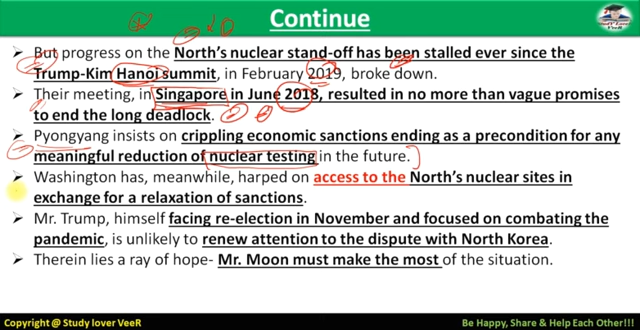 Continue
StuDY LoveR
VeeR
➢ But progress on the North's nuclear stand-off has been stalled ever since the
Trump-Kim Hanoi summit, in February 2019, broke down.
➢ Their meeting, in Singapore in June 2018, resulted in no more than vague promises
to end the long deadlock.
➢ Pyongyang insists on crippling economic sanctions ending as a precondition for any
meaningful reduction of nuclear testing in the future.
➢ Washington has, meanwhile, harped on access to the North's nuclear sites in
exchange for a relaxation of sanctions.
➢ Mr. Trump, himself facing re-election in November and focused on combating the
pandemic, is unlikely to renew attention to the dispute with North Korea.
➢ Therein lies a ray of hope- Mr. Moon must make the most of the situation.
Copyright @ Study lover VeeR
Be Happy, Share & Help Each Other!!!